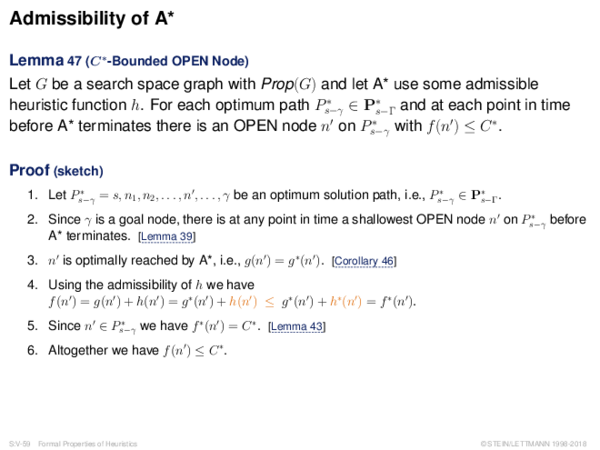 Admissibility of A*
Lemma 47 (C*-Bounded OPEN Node)
Let G be a search space graph with Prop(G) and let A* use some admissible
heuristic function h. For each optimum path P*ₛ₋γ ∈ P*ₛ₋Γ and at each point in time
before A* terminates there is an OPEN node n′ on P*ₛ₋γ with f(n′) ≤ C*.
Proof (sketch)
1. Let P*ₛ₋γ = s, n₁, n₂, . . . , n′, . . . , γ be an optimum solution path, i.e., P*ₛ₋γ ∈ P*ₛ₋Γ.
2. Since γ is a goal node, there is at any point in time a shallowest OPEN node n′ on P*ₛ₋γ before
A* terminates. [Lemma 39]
3. n′ is optimally reached by A*, i.e., g(n′) = g*(n′). [Corollary 46]
4. Using the admissibility of h we have
f(n′) = g(n′) + h(n′) = g*(n′) + h(n′) ≤ g*(n′) + h*(n′) = f*(n′).
5. Since n′ ∈ P*ₛ₋γ we have f*(n′) = C*. [Lemma 43]
6. Altogether we have f(n′) ≤ C*.
S:V-59 Formal Properties of Heuristics © STEIN/LETTMANN 1998-2018